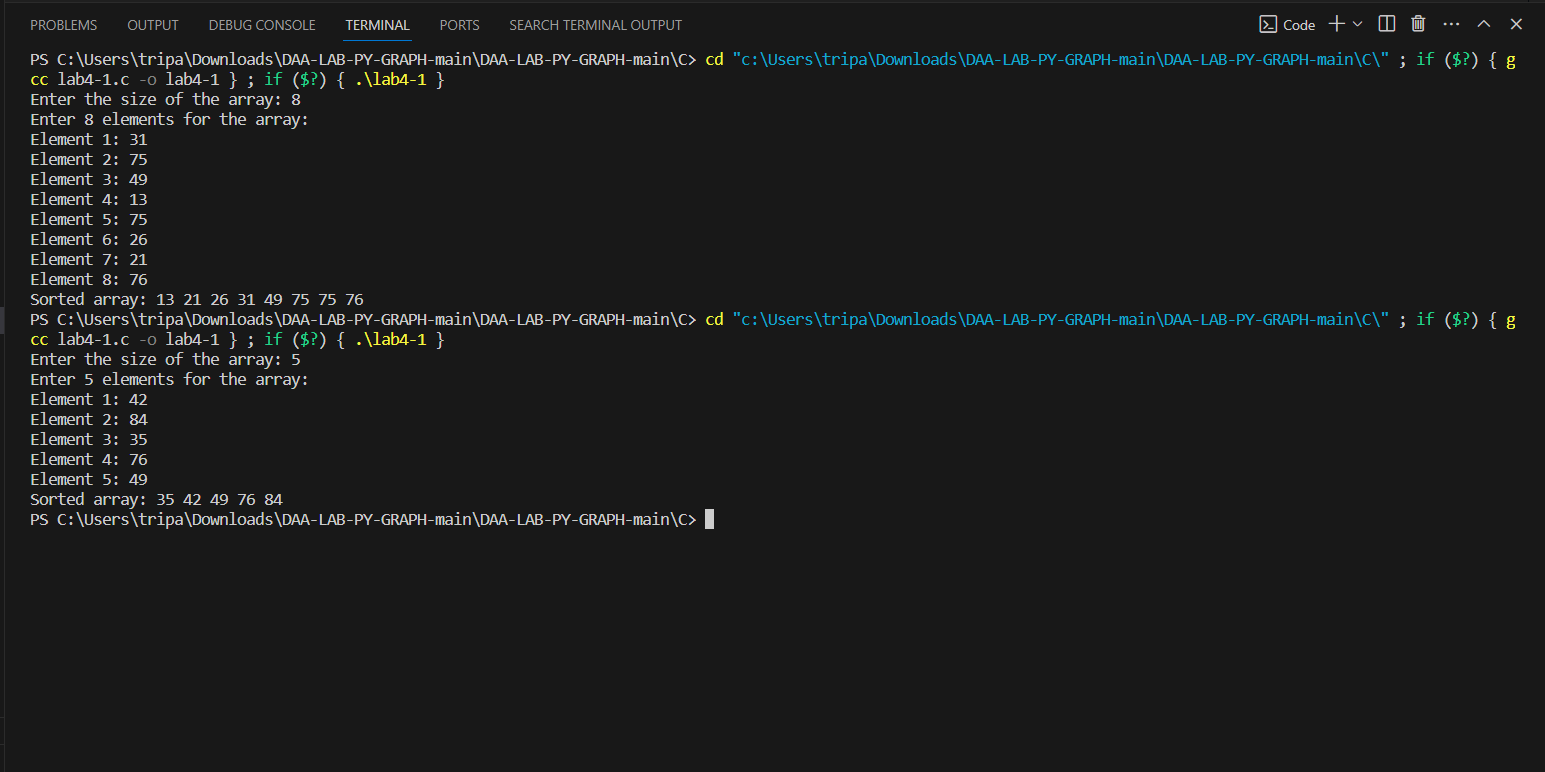 PROBLEMS OUTPUT DEBUG CONSOLE TERMINAL PORTS SEARCH TERMINAL OUTPUT Code
PS C:\Users\tripa\Downloads\DAA-LAB-PY-GRAPH-main\DAA-LAB-PY-GRAPH-main\C> cd "c:\Users\tripa\Downloads\DAA-LAB-PY-GRAPH-main\DAA-LAB-PY-GRAPH-main\C\" ; if ($?) { g
cc lab4-1.c -o lab4-1 } ; if ($?) { .\lab4-1 }
Enter the size of the array: 8
Enter 8 elements for the array:
Element 1: 31
Element 2: 75
Element 3: 49
Element 4: 13
Element 5: 75
Element 6: 26
Element 7: 21
Element 8: 76
Sorted array: 13 21 26 31 49 75 75 76
PS C:\Users\tripa\Downloads\DAA-LAB-PY-GRAPH-main\DAA-LAB-PY-GRAPH-main\C> cd "c:\Users\tripa\Downloads\DAA-LAB-PY-GRAPH-main\DAA-LAB-PY-GRAPH-main\C\" ; if ($?) { g
cc lab4-1.c -o lab4-1 } ; if ($?) { .\lab4-1 }
Enter the size of the array: 5
Enter 5 elements for the array:
Element 1: 42
Element 2: 84
Element 3: 35
Element 4: 76
Element 5: 49
Sorted array: 35 42 49 76 84
PS C:\Users\tripa\Downloads\DAA-LAB-PY-GRAPH-main\DAA-LAB-PY-GRAPH-main\C>